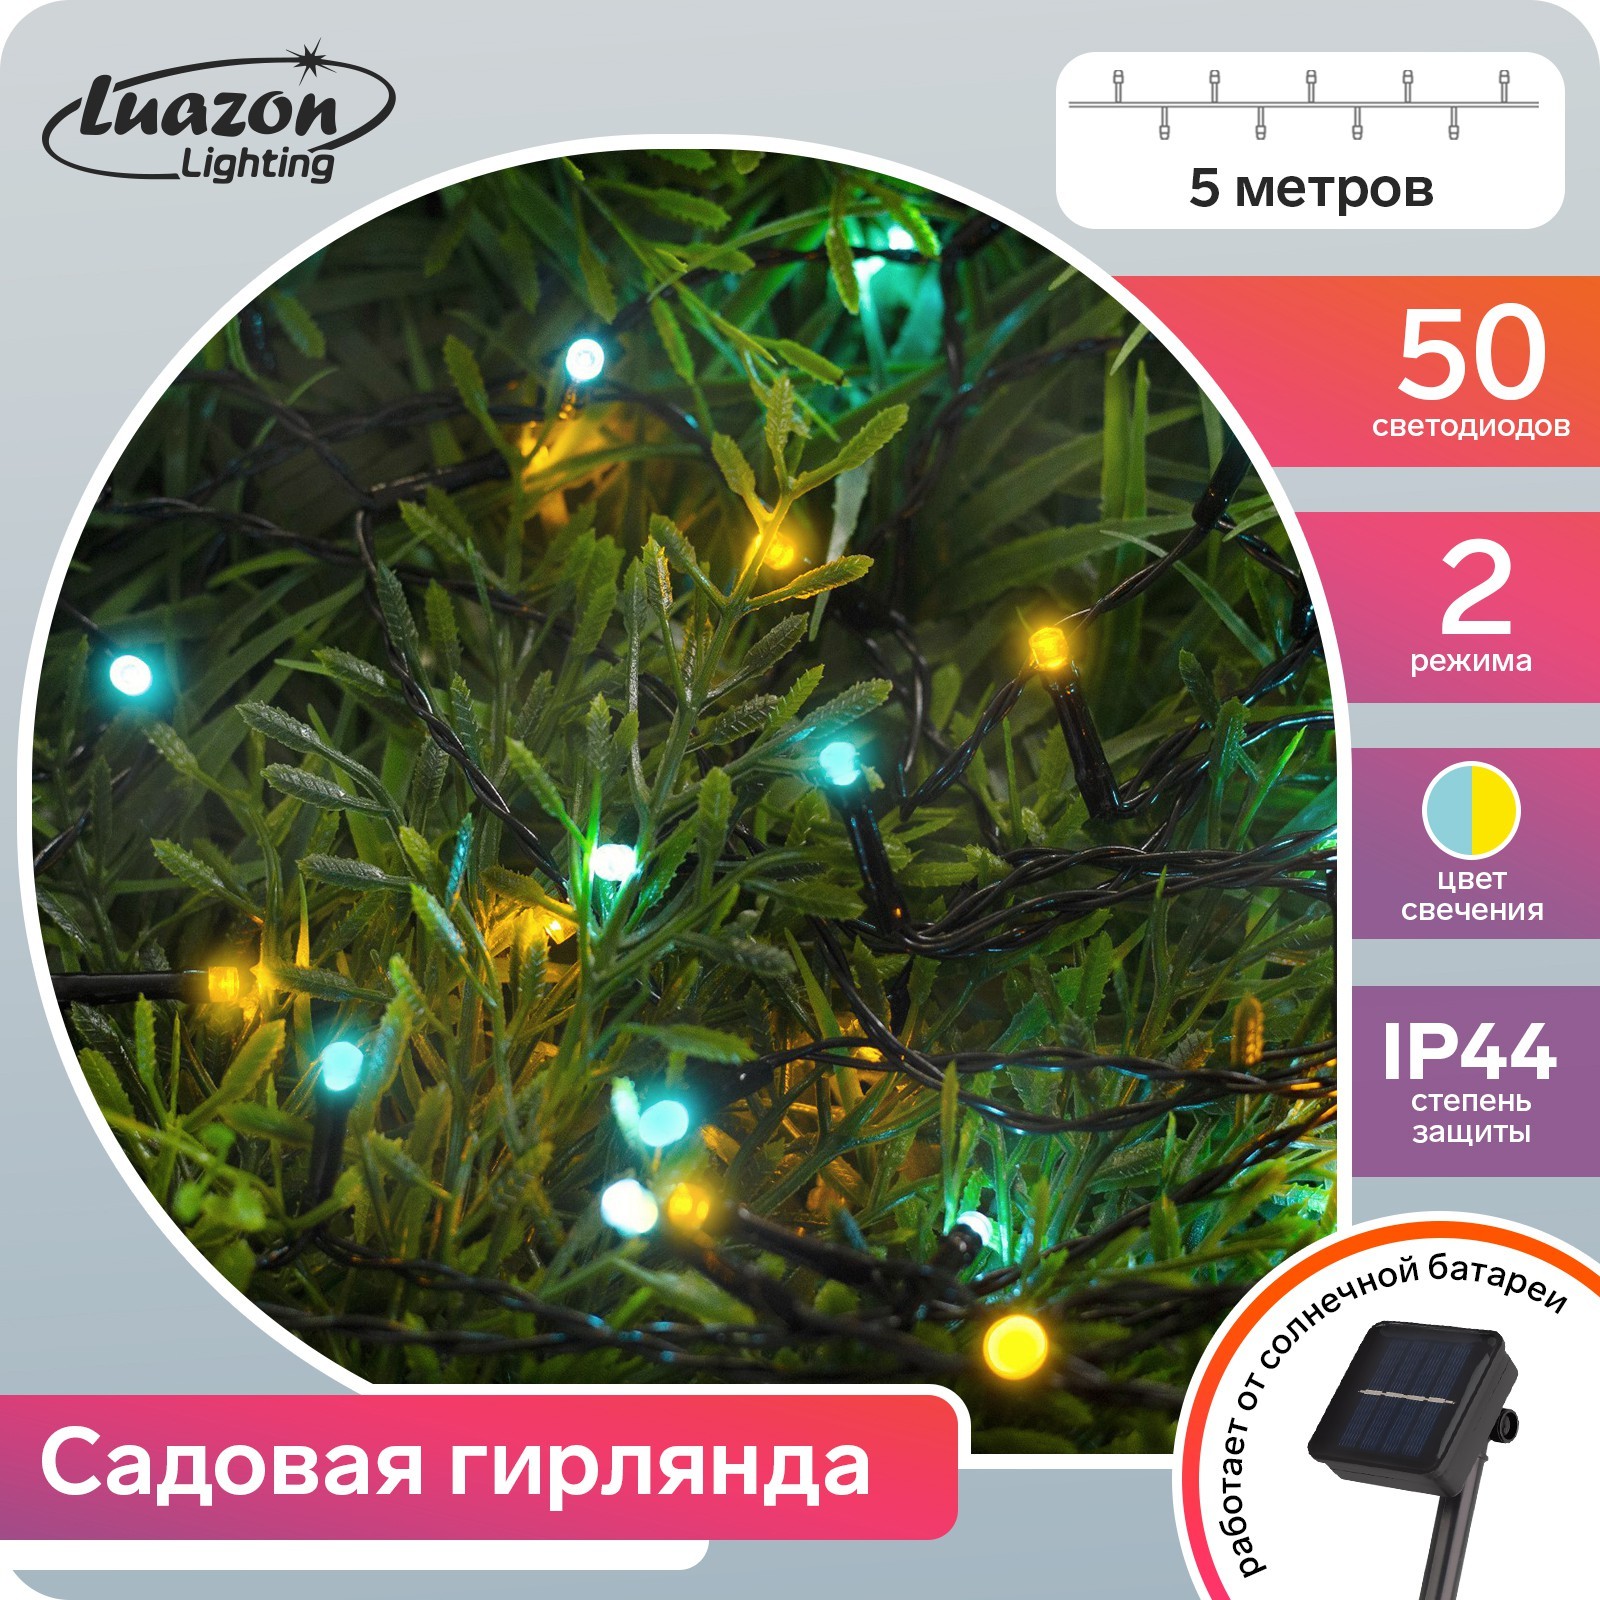 Luazon
Lighting
5 метров
50
светодиодов
2
режима
цвет
свечения
IP44
степень
защиты
работает от солнечной батареи
Садовая гирлянда